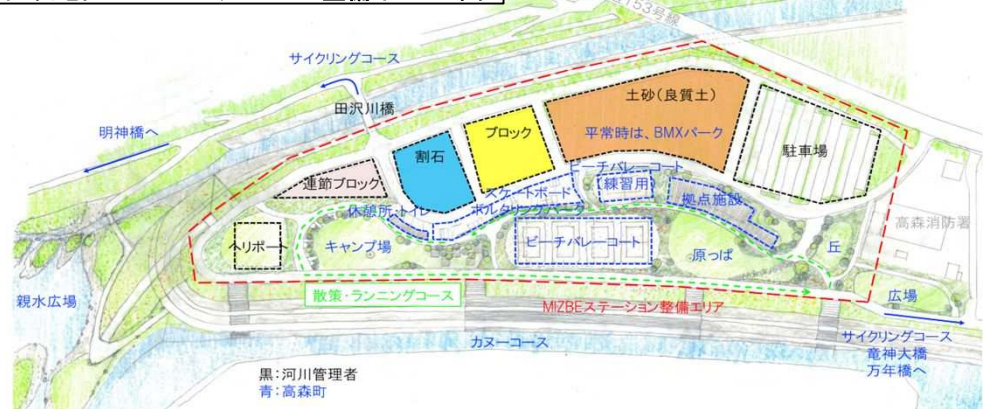 153号線
サイクリングコース
田沢川橋
明神橋へ
土砂(良質土)
平常時は、BMXパーク
駐車場
ブロック
割石
連節ブロック
ビーチバレーコート
【練習用】
スケートボード
ボルダリングパーク
拠点施設
休憩所・トイレ
ヘリポート
キャンプ場
ビーチバレーコート
原っぱ
丘
高森消防署
親水広場
散策・ランニングコース
MIZBEステーション整備エリア
広場
カヌーコース
サイクリングコース
竜神大橋
万年橋へ
黒:河川管理者
青:高森町